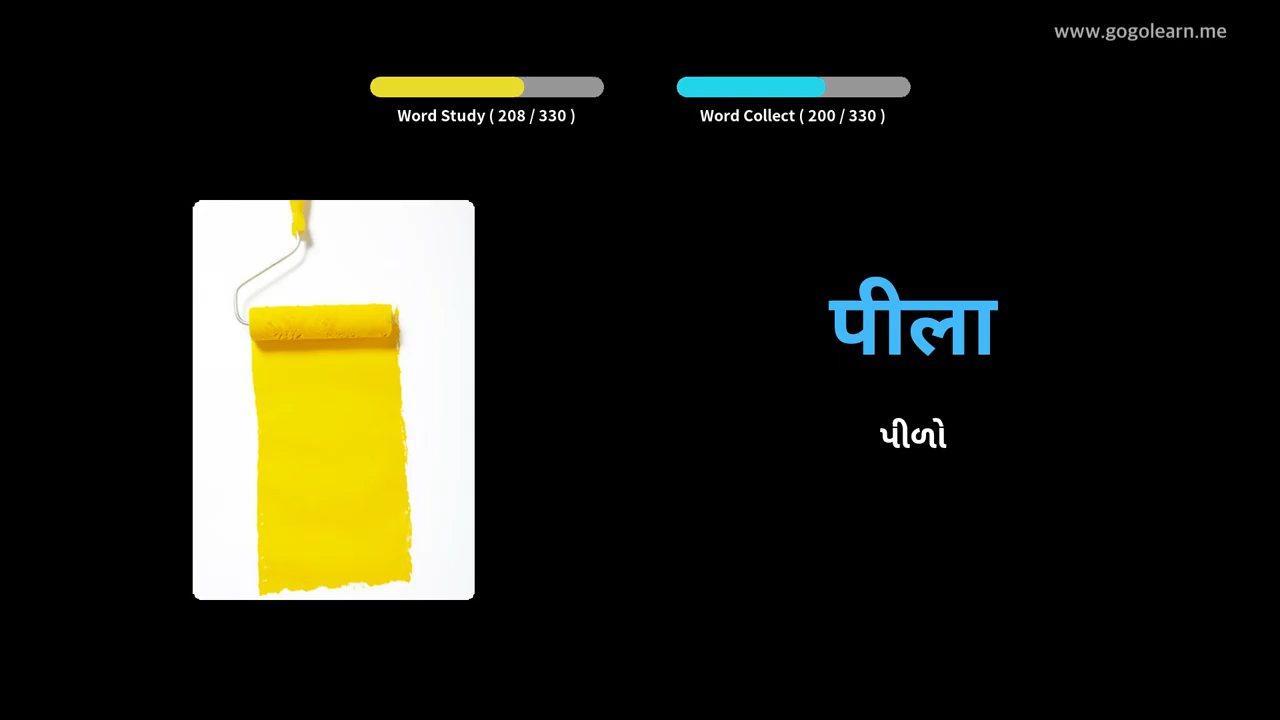 www.gogolearn.me
Word Study ( 208 / 330 )
Word Collect ( 200 / 330 )
पीला
પીળો